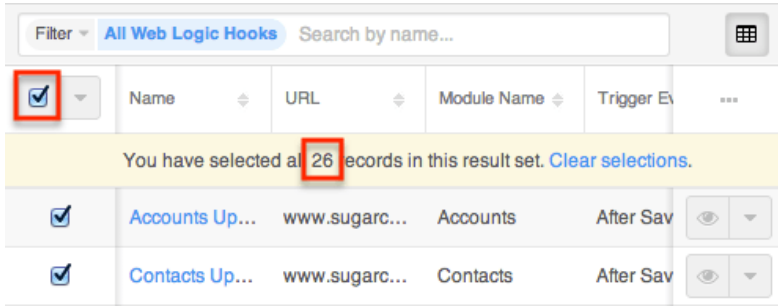 Filter All Web Logic Hooks Search by name...
Name URL Module Name Trigger Ev
You have selected al 26 ecords in this result set. Clear selections.
Accounts Up... www.sugarc... Accounts After Sav
Contacts Up... www.sugarc... Contacts After Sav